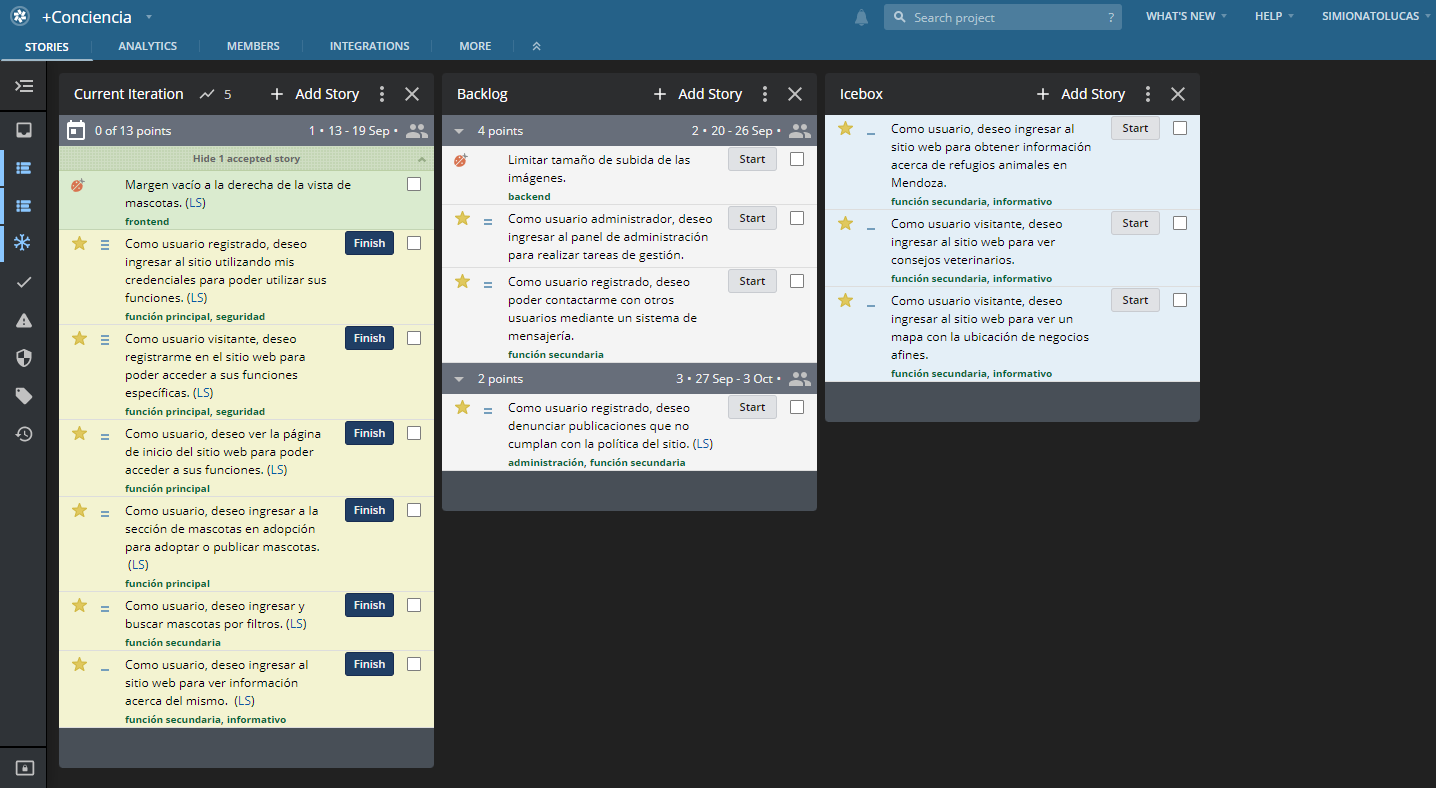 +Conciencia
Search project
?
WHAT'S NEW
HELP
SIMIONATOLUCAS
STORIES
ANALYTICS
MEMBERS
INTEGRATIONS
MORE
Current Iteration
5
+ Add Story
0 of 13 points
1 • 13 - 19 Sep •
Hide 1 accepted story
Margen vacío a la derecha de la vista de
mascotas. (LS)
frontend
Como usuario registrado, deseo
ingresar al sitio utilizando mis
credenciales para poder utilizar sus
funciones. (LS)
función principal, seguridad
Finish
Como usuario visitante, deseo
registrarme en el sitio web para
poder acceder a sus funciones
específicas. (LS)
función principal, seguridad
Finish
Como usuario, deseo ver la página
de inicio del sitio web para poder
acceder a sus funciones. (LS)
función principal
Finish
Como usuario, deseo ingresar a la
sección de mascotas en adopción
para adoptar o publicar mascotas.
(LS)
función principal
Finish
Como usuario, deseo ingresar y
buscar mascotas por filtros. (LS)
función secundaria
Finish
Como usuario, deseo ingresar al
sitio web para ver información
acerca del mismo. (LS)
función secundaria, informativo
Finish
Backlog
+ Add Story
4 points
2 • 20 - 26 Sep •
Limitar tamaño de subida de las
imágenes.
backend
Start
Como usuario administrador, deseo
ingresar al panel de administración
para realizar tareas de gestión.
Start
Como usuario registrado, deseo
poder contactarme con otros
usuarios mediante un sistema de
mensajería.
función secundaria
Start
2 points
3 • 27 Sep - 3 Oct •
Como usuario registrado, deseo
denunciar publicaciones que no
cumplan con la política del sitio. (LS)
administración, función secundaria
Start
Icebox
+ Add Story
Como usuario, deseo ingresar al
sitio web para obtener información
acerca de refugios animales en
Mendoza.
función secundaria, informativo
Start
Como usuario visitante, deseo
ingresar al sitio web para ver
consejos veterinarios.
función secundaria, informativo
Start
Como usuario visitante, deseo
ingresar al sitio web para ver un
mapa con la ubicación de negocios
afines.
función secundaria, informativo
Start